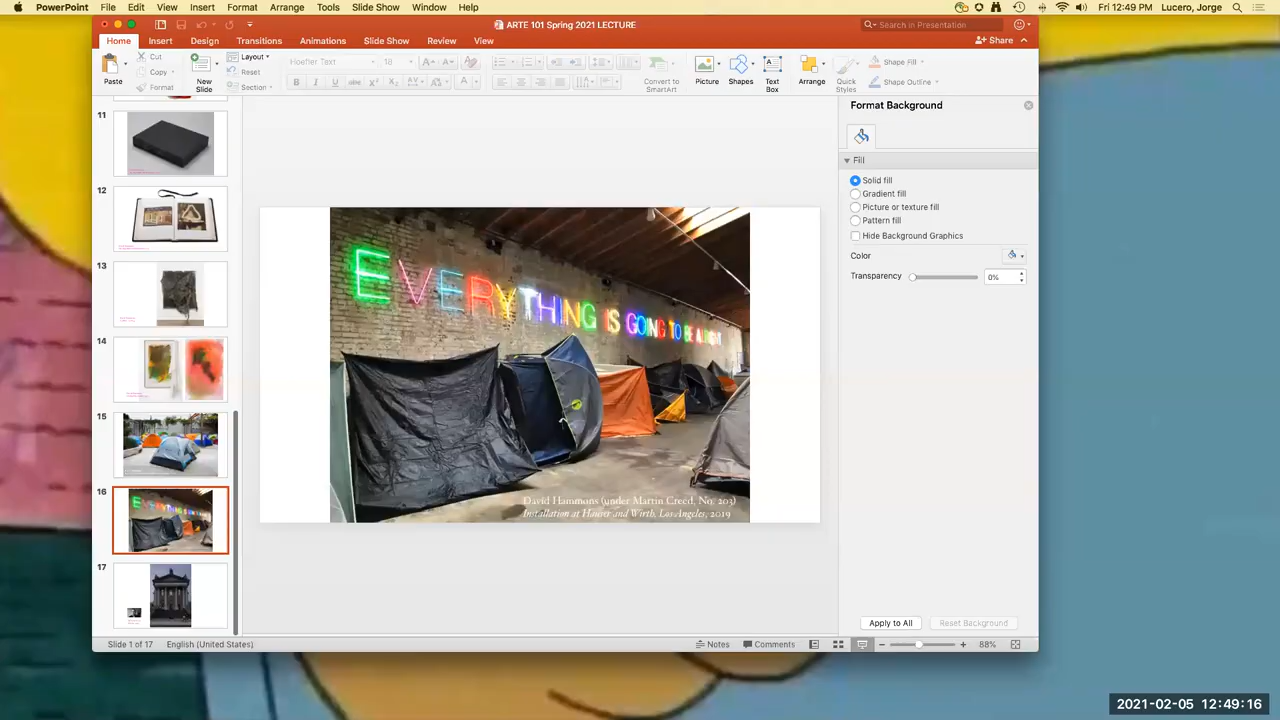 PowerPoint File Edit View Insert Format Arrange Tools Slide Show Window Help Fri 12:49 PM Lucero, Jorge
ARTE 101 Spring 2021 LECTURE
Search in Presentation
Home Insert Design Transitions Animations Slide Show Review View Share
Paste Cut Copy Format New Slide Layout Reset Section Hoefler Text 18 Convert to SmartArt Picture Shapes Text Box Arrange Quick Styles Shape Fill Shape Outline
Format Background
Fill
Solid fill
Gradient fill
Picture or texture fill
Pattern fill
Hide Background Graphics
Color
Transparency 0%
Apply to All Reset Background
11
12
13
14
15
16
17
EVERYTHING IS GOING TO BE ALRIGHT
David Hammons (under Martin Creed, No. 203)
Installation at Hauser and Wirth, Los Angeles, 2019
Slide 1 of 17 English (United States) Notes Comments 88%
2021-02-05 12:49:16